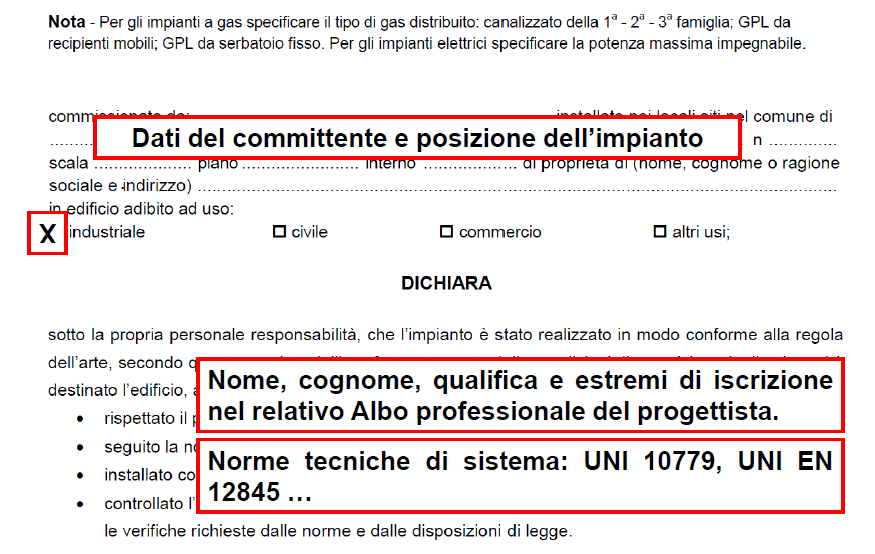 Nota - Per gli impianti a gas specificare il tipo di gas distribuito: canalizzato della 1ª - 2ª - 3ª famiglia; GPL da
recipienti mobili; GPL da serbatoio fisso. Per gli impianti elettrici specificare la potenza massima impegnabile.
comune di
Dati del committente e posizione dell’impianto
n ..............
scala ...................... piano ........................... interno ...................... di proprietà di (nome, cognome o ragione
sociale e indirizzo) ....................................................................................................................................................
in edificio adibito ad uso:
X industriale □ civile □ commercio □ altri usi;
DICHIARA
sotto la propria personale responsabilità, che l’impianto è stato realizzato in modo conforme alla regola
dell’arte, secondo
Nome, cognome, qualifica e estremi di iscrizione
destinato l’edificio,
nel relativo Albo professionale del progettista.
• rispettato il
• seguito la
Norme tecniche di sistema: UNI 10779, UNI EN
• installato
12845 …
• controllato
le verifiche richieste dalle norme e dalle disposizioni di legge.